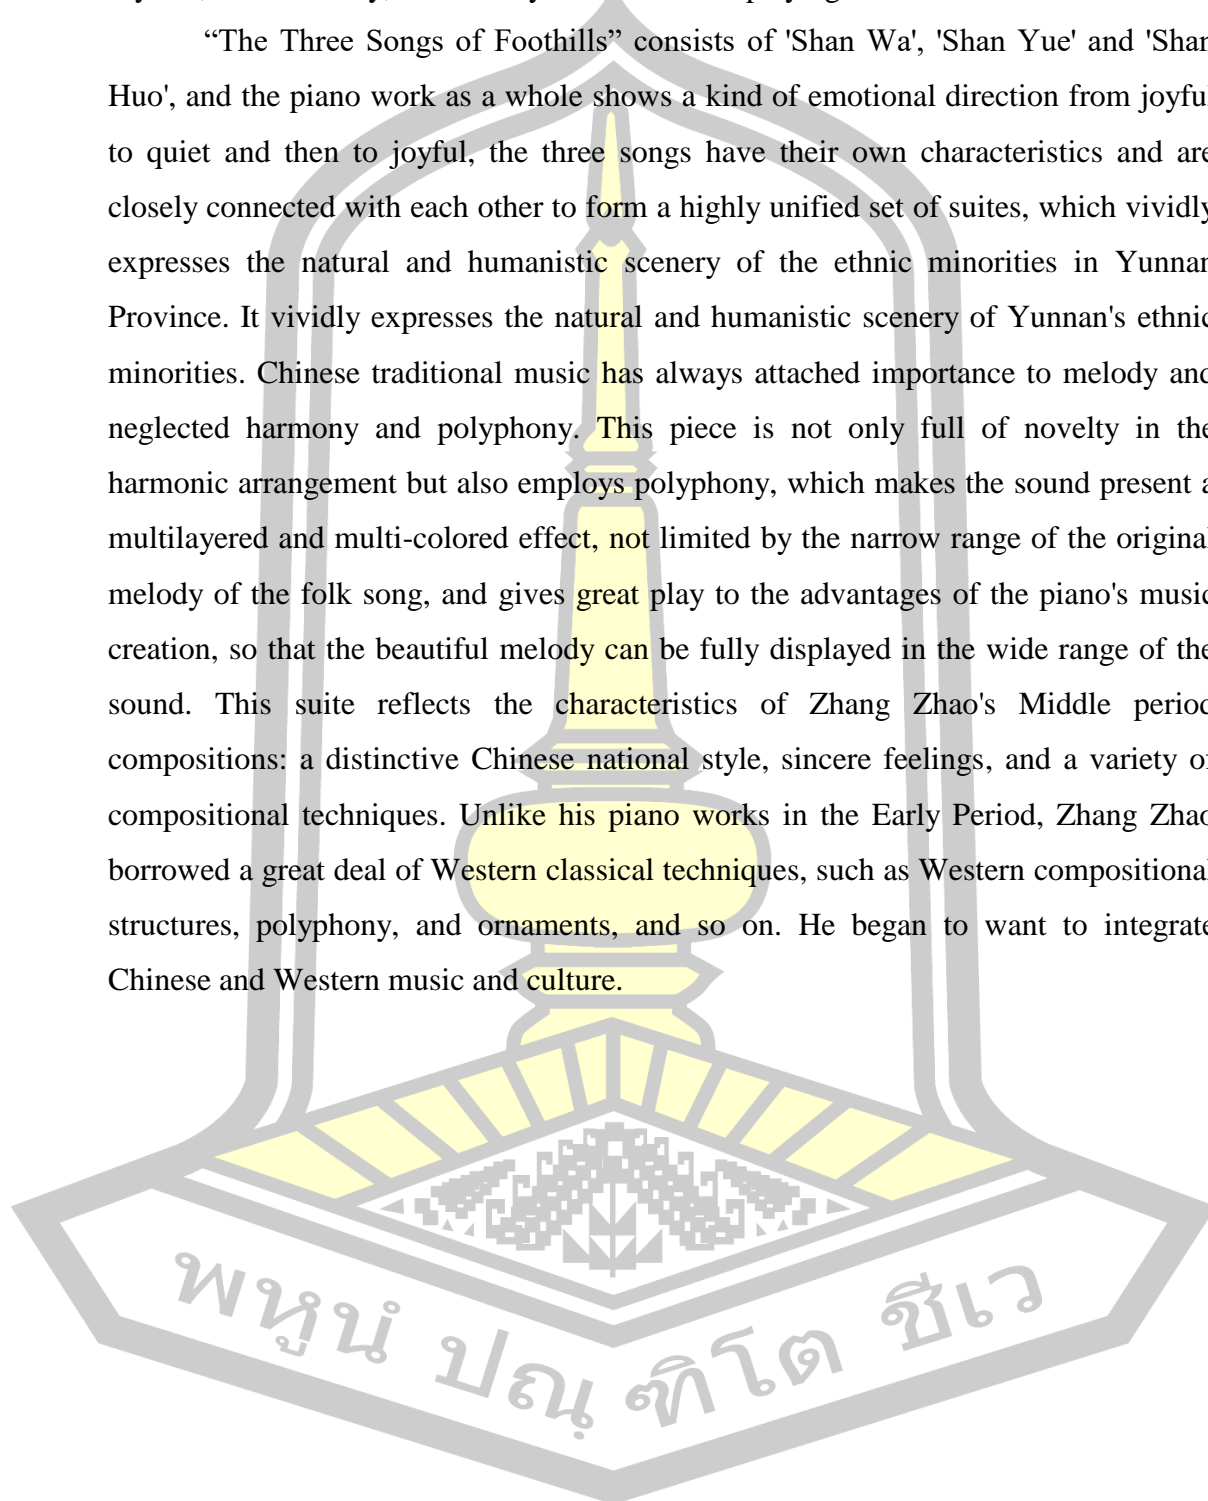 “The Three Songs of Foothills” consists of 'Shan Wa', 'Shan Yue' and 'Shan
Huo', and the piano work as a whole shows a kind of emotional direction from joyful
to quiet and then to joyful, the three songs have their own characteristics and are
closely connected with each other to form a highly unified set of suites, which vividly
expresses the natural and humanistic scenery of the ethnic minorities in Yunnan
Province. It vividly expresses the natural and humanistic scenery of Yunnan's ethnic
minorities. Chinese traditional music has always attached importance to melody and
neglected harmony and polyphony. This piece is not only full of novelty in the
harmonic arrangement but also employs polyphony, which makes the sound present a
multilayered and multi-colored effect, not limited by the narrow range of the original
melody of the folk song, and gives great play to the advantages of the piano's music
creation, so that the beautiful melody can be fully displayed in the wide range of the
sound. This suite reflects the characteristics of Zhang Zhao's Middle period
compositions: a distinctive Chinese national style, sincere feelings, and a variety of
compositional techniques. Unlike his piano works in the Early Period, Zhang Zhao
borrowed a great deal of Western classical techniques, such as Western compositional
structures, polyphony, and ornaments, and so on. He began to want to integrate
Chinese and Western music and culture.
พหูนํ ปณฺ ฑิโต ชีเว